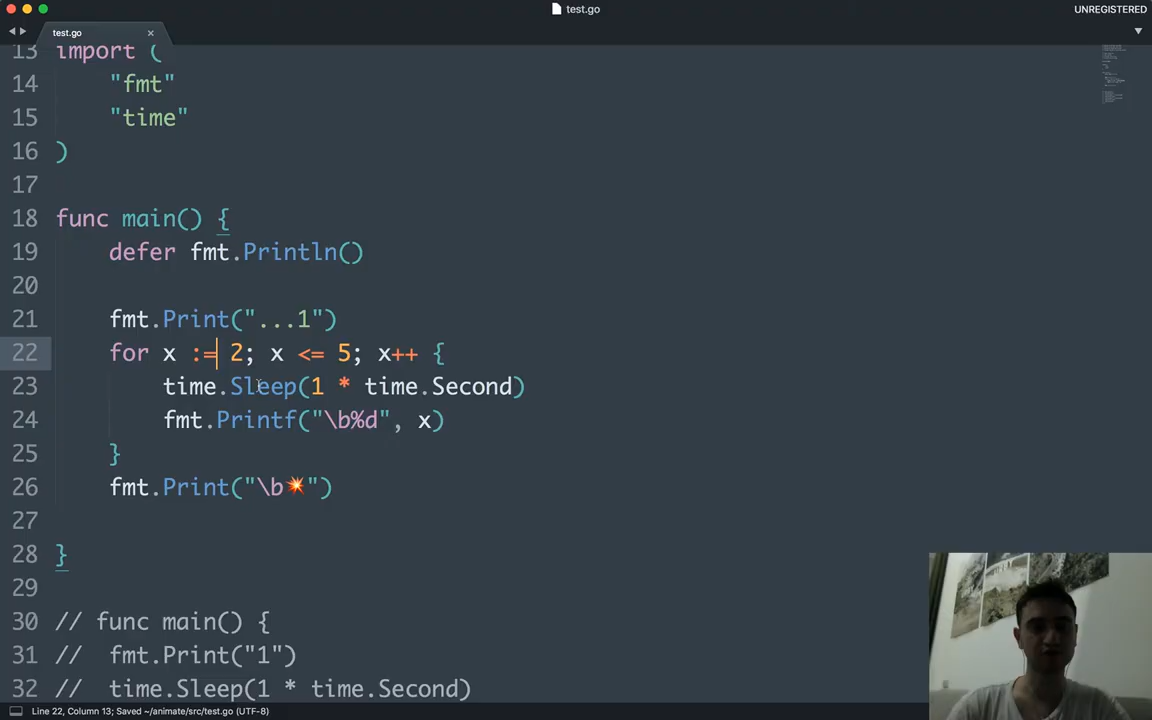 test.go
UNREGISTERED
test.go
13 import (
14 "fmt"
15 "time"
16 )
17
18 func main() {
19 defer fmt.Println()
20
21 fmt.Print("...1")
22 for x := 2; x <= 5; x++ {
23 time.Sleep(1 * time.Second)
24 fmt.Printf("\b%d", x)
25 }
26 fmt.Print("\b💥")
27
28 }
29
30 // func main() {
31 // fmt.Print("1")
32 // time.Sleep(1 * time.Second)
Line 22, Column 13; Saved ~/animate/src/test.go (UTF-8)